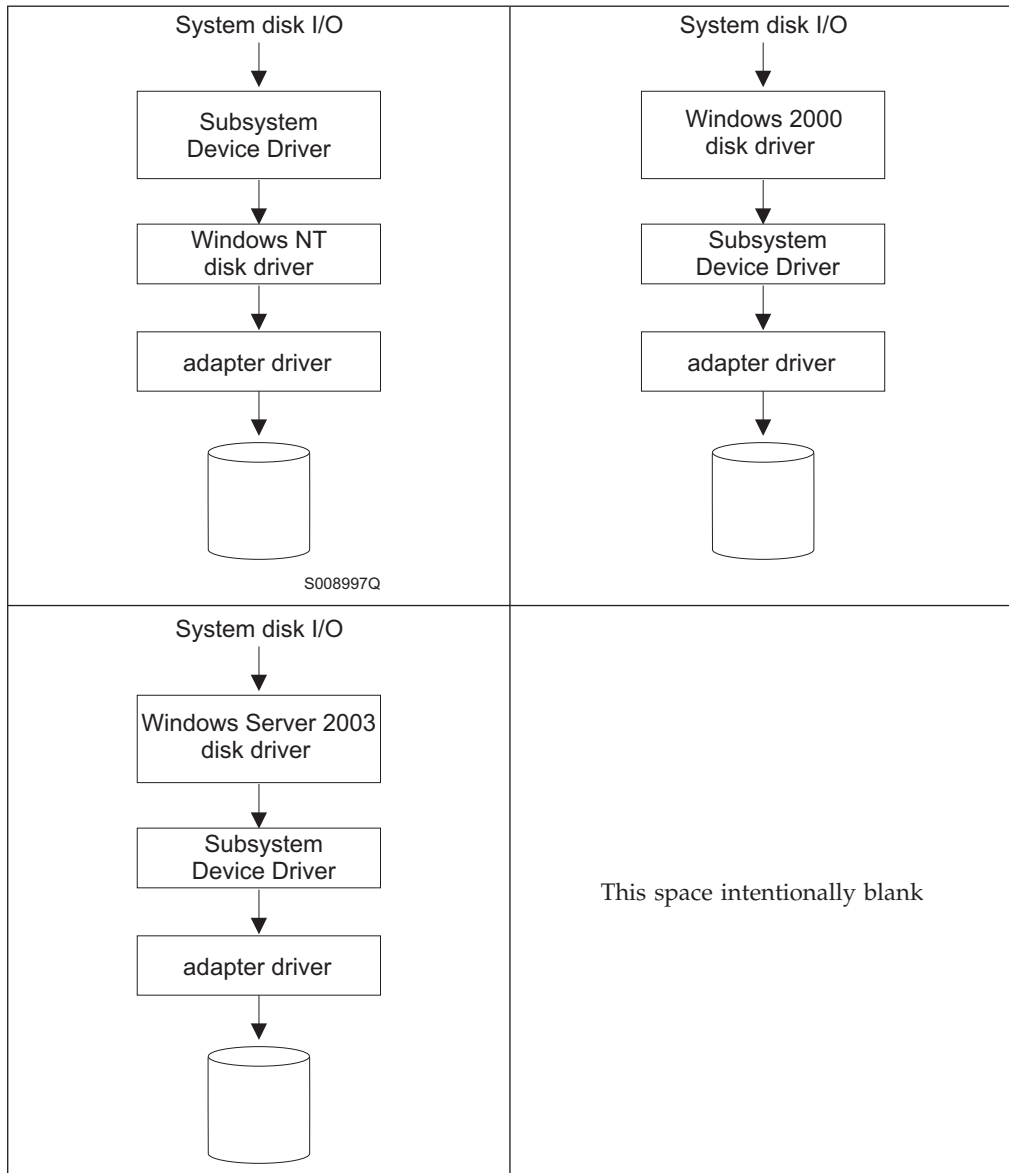 System disk I/O
Subsystem
Device Driver
Windows NT
disk driver
adapter driver
S008997Q
System disk I/O
Windows 2000
disk driver
Subsystem
Device Driver
adapter driver
System disk I/O
Windows Server 2003
disk driver
Subsystem
Device Driver
adapter driver
This space intentionally blank